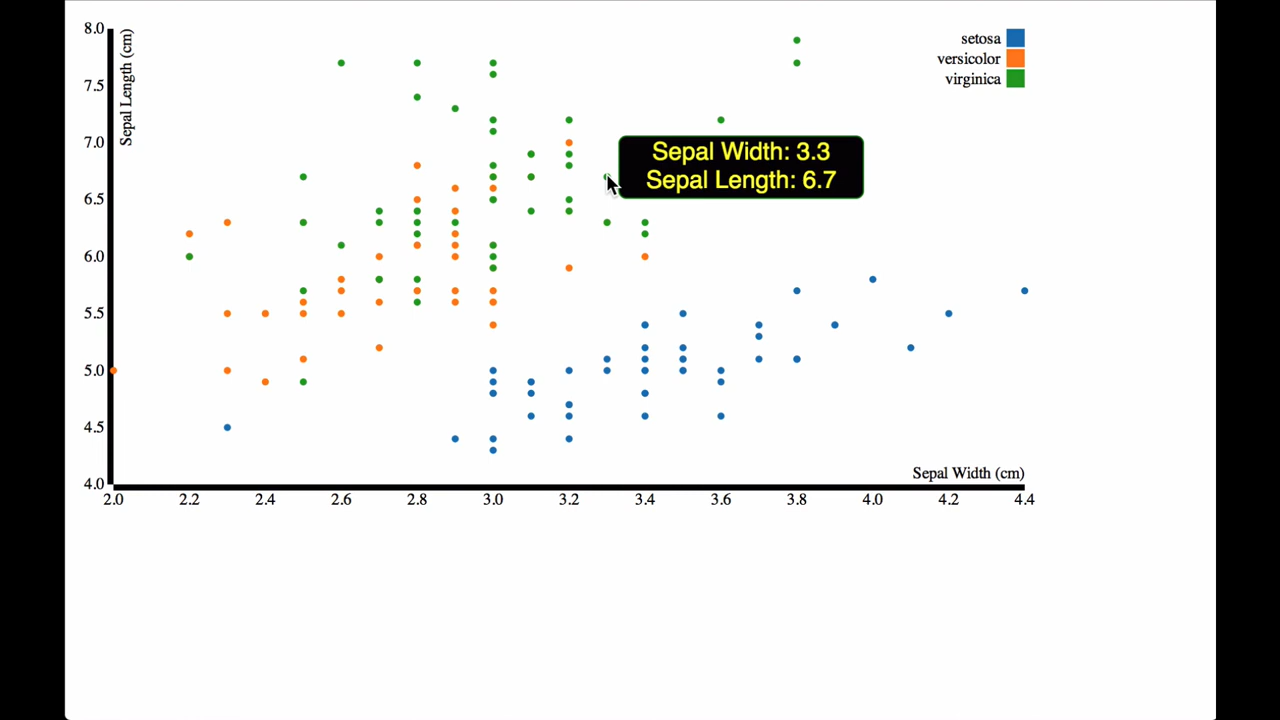 8.0
7.5
7.0
6.5
6.0
5.5
5.0
4.5
4.0
Sepal Length (cm)
setosa
versicolor
virginica
Sepal Width: 3.3
Sepal Length: 6.7
Sepal Width (cm)
2.0 2.2 2.4 2.6 2.8 3.0 3.2 3.4 3.6 3.8 4.0 4.2 4.4